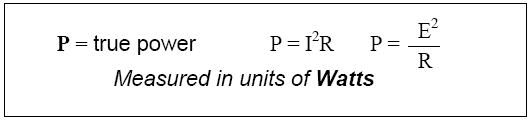 P = true power P = I²R P = E²/R
Measured in units of Watts